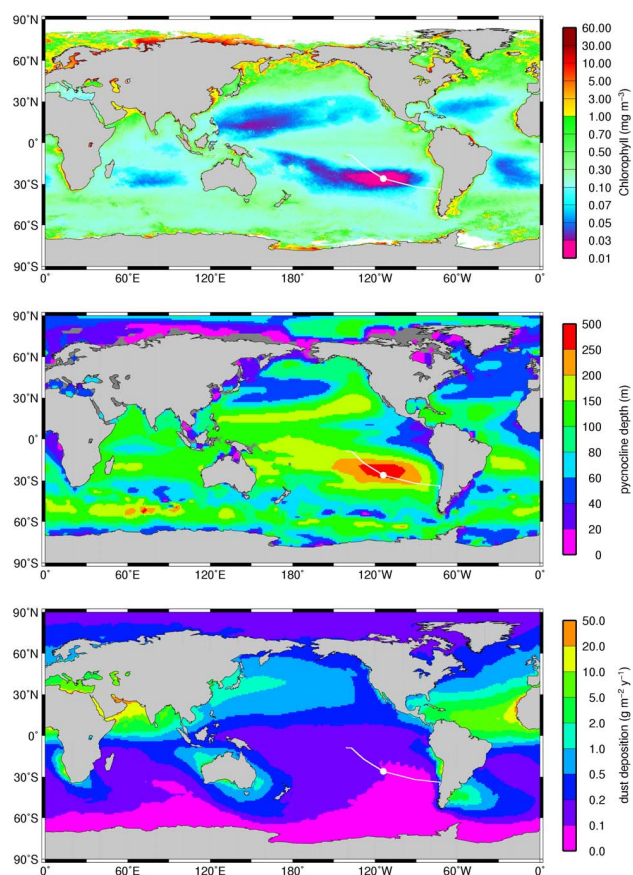 90°N
60°N
30°N
0°
30°S
60°S
90°S
0°
60°E
120°E
180°
120°W
60°W
0°
60.00
30.00
10.00
5.00
3.00
1.00
0.70
0.50
0.30
0.10
0.07
0.05
0.03
0.01
Chlorophyll (mg m⁻³)
90°N
60°N
30°N
0°
30°S
60°S
90°S
0°
60°E
120°E
180°
120°W
60°W
0°
500
250
200
150
100
80
60
40
20
0
pycnocline depth (m)
90°N
60°N
30°N
0°
30°S
60°S
90°S
0°
60°E
120°E
180°
120°W
60°W
0°
50.0
20.0
10.0
5.0
2.0
1.0
0.5
0.2
0.1
0.0
dust deposition (g m⁻² y⁻¹)